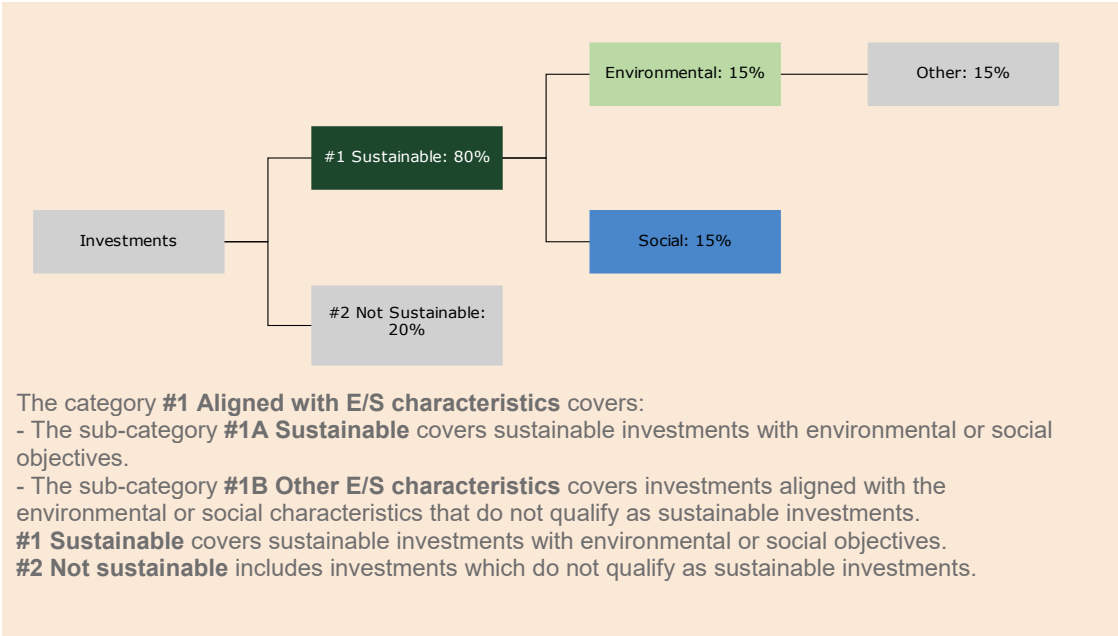 Environmental: 15%
Other: 15%
#1 Sustainable: 80%
Investments
Social: 15%
#2 Not Sustainable:
20%
The category #1 Aligned with E/S characteristics covers:
- The sub-category #1A Sustainable covers sustainable investments with environmental or social
objectives.
- The sub-category #1B Other E/S characteristics covers investments aligned with the
environmental or social characteristics that do not qualify as sustainable investments.
#1 Sustainable covers sustainable investments with environmental or social objectives.
#2 Not sustainable includes investments which do not qualify as sustainable investments.